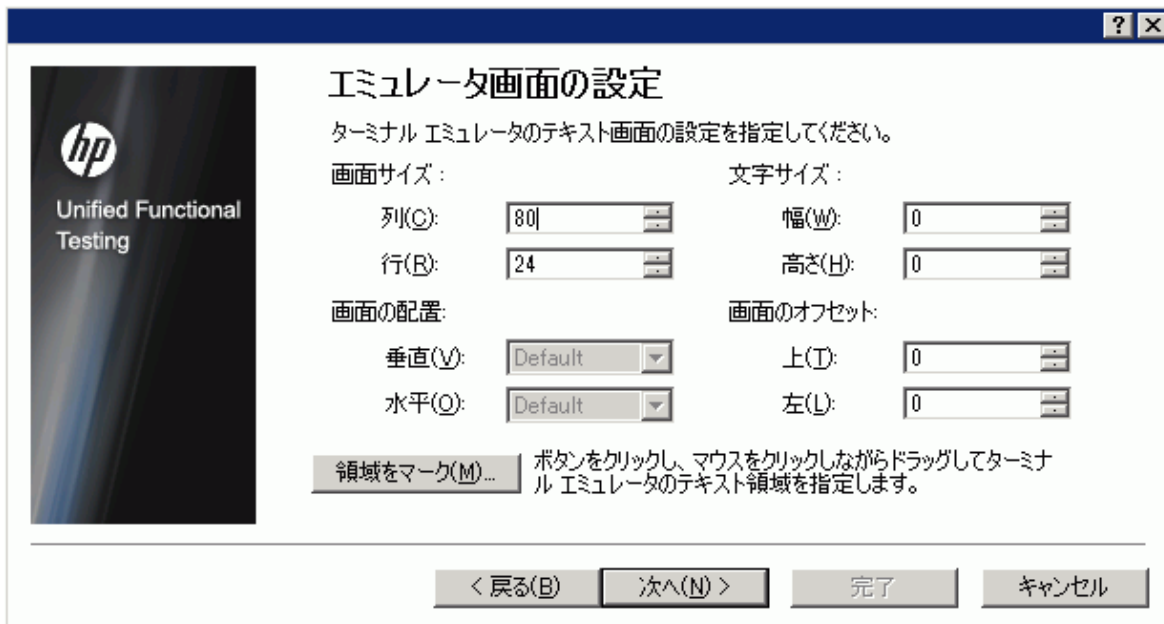 hp
Unified Functional
Testing
エミュレータ画面の設定
ターミナル エミュレータのテキスト画面の設定を指定してください。
画面サイズ : 文字サイズ :
列(C): 80 幅(W): 0
行(R): 24 高さ(H): 0
画面の配置: 画面のオフセット:
垂直(V): Default 上(T): 0
水平(O): Default 左(L): 0
領域をマーク(M)... ボタンをクリックし、マウスをクリックしながらドラッグしてターミナ
ル エミュレータのテキスト領域を指定します。
< 戻る(B) 次へ(N) > 完了 キャンセル